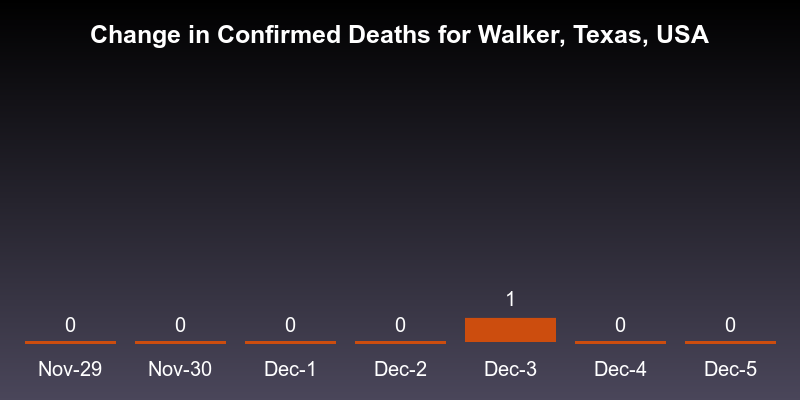 Change in Confirmed Deaths for Walker, Texas, USA
0 0 0 0 1 0 0
Nov-29 Nov-30 Dec-1 Dec-2 Dec-3 Dec-4 Dec-5